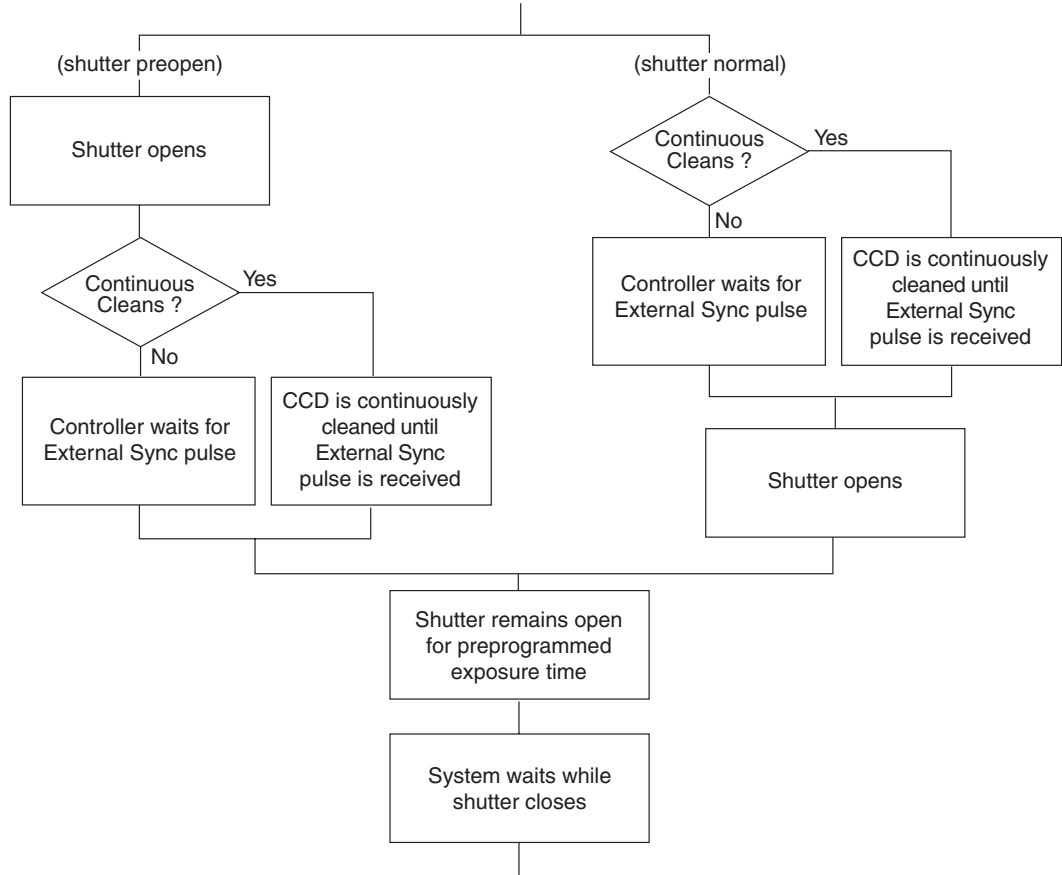 (shutter preopen)
Shutter opens
Continuous
Cleans ?
Yes
No
Controller waits for
External Sync pulse
CCD is continuously
cleaned until
External Sync
pulse is received
(shutter normal)
Continuous
Cleans ?
Yes
No
Controller waits for
External Sync pulse
CCD is continuously
cleaned until
External Sync
pulse is received
Shutter opens
Shutter remains open
for preprogrammed
exposure time
System waits while
shutter closes